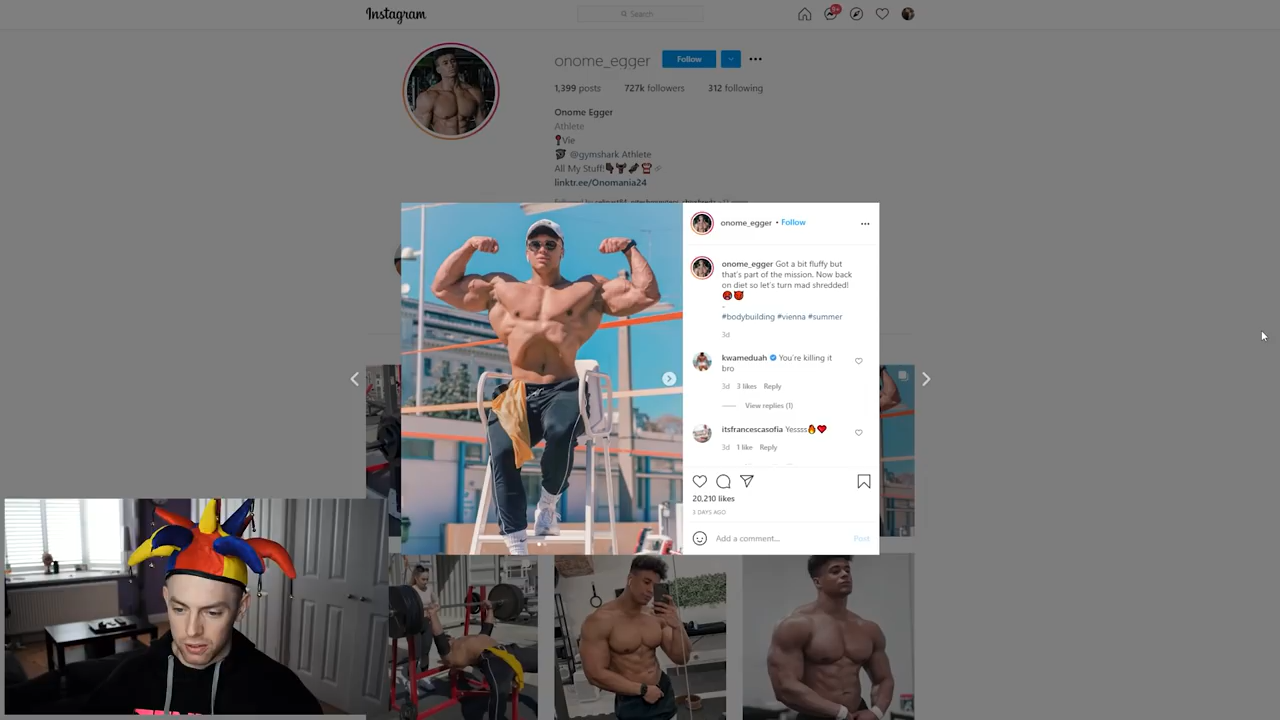 Instagram
Search
9+
onome_egger
Follow
1,399 posts 727k followers 312 following
Onome Egger
Athlete
Vie
@gymshark Athlete
All My Stuff!
linktr.ee/Onomania24
onome_egger • Follow
onome_egger Got a bit fluffy but
that's part of the mission. Now back
on diet so let's turn mad shredded!
-
#bodybuilding #vienna #summer
3d
kwameduah You're killing it
bro
3d 3 likes Reply
View replies (1)
itsfrancescasofia Yessss
3d 1 like Reply
20,210 likes
3 DAYS AGO
Add a comment...
Post